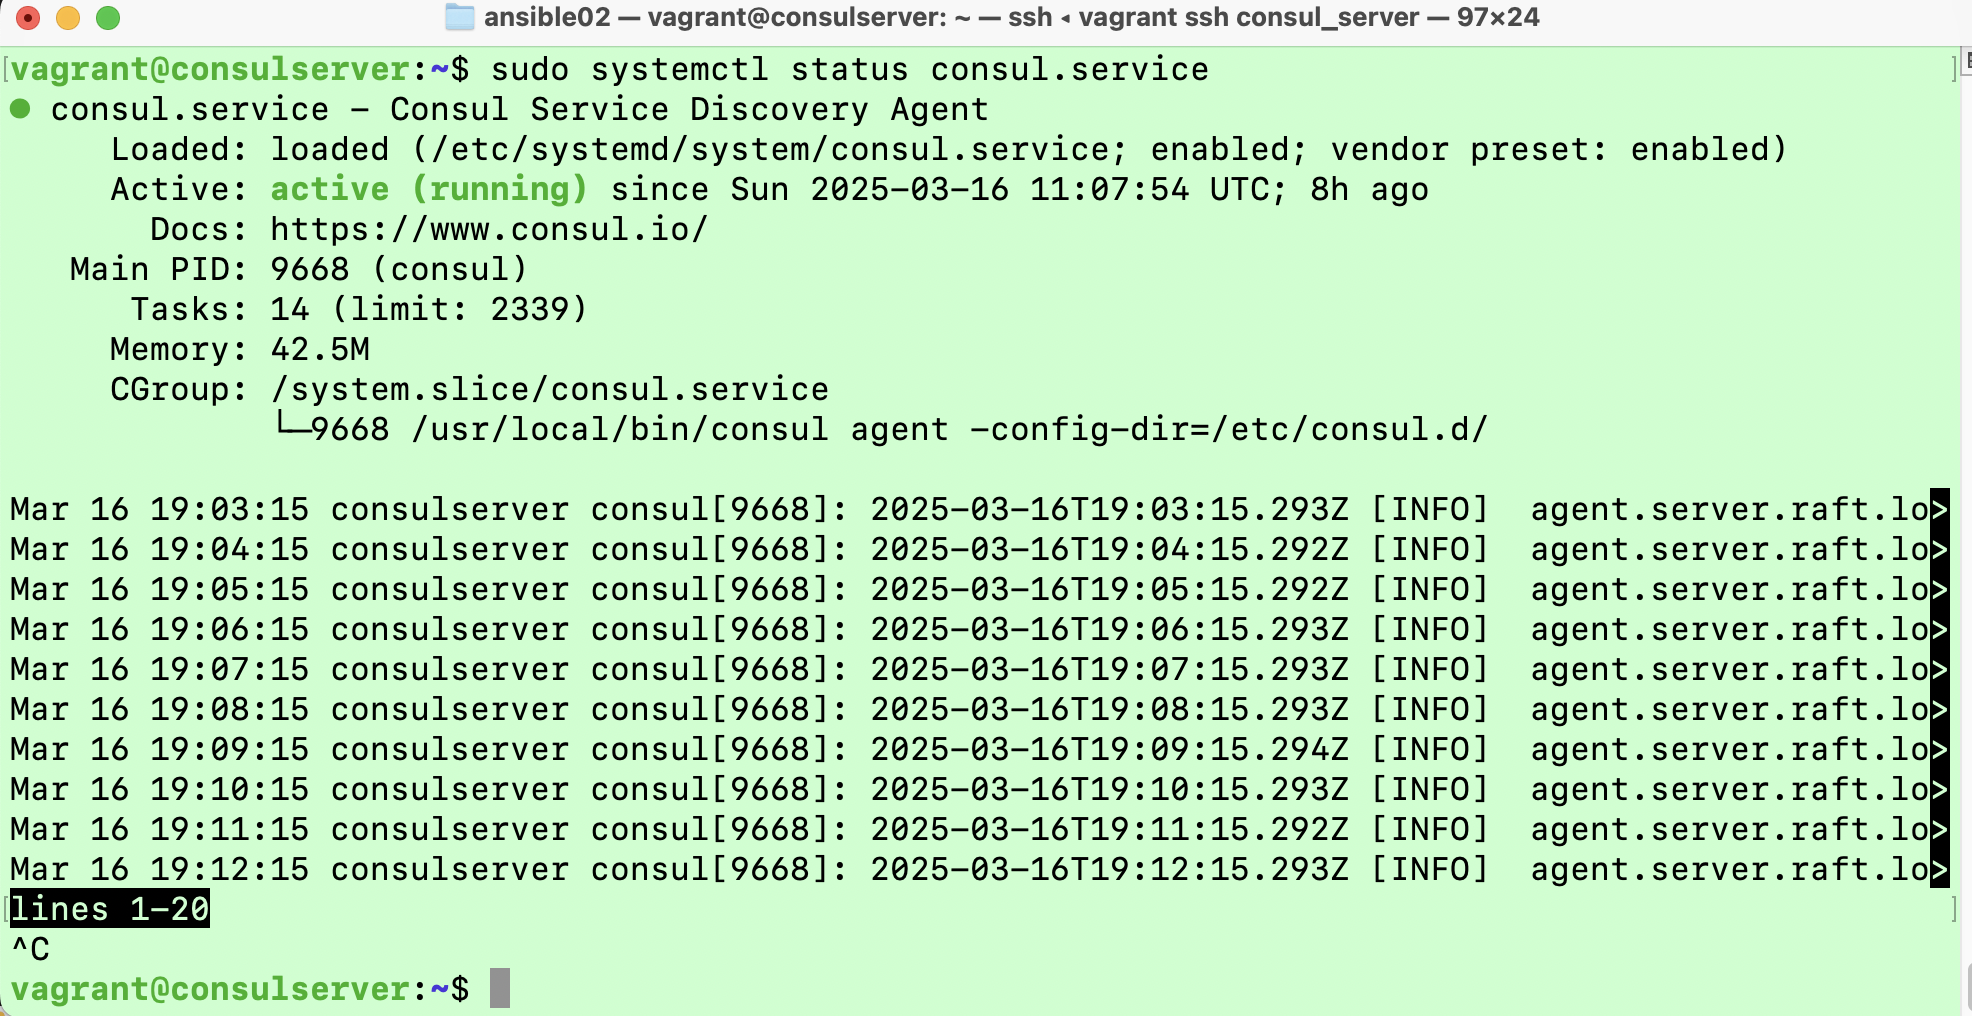 ansible02 — vagrant@consulserver: ~ — ssh ◂ vagrant ssh consul_server — 97×24
vagrant@consulserver:~$ sudo systemctl status consul.service
● consul.service - Consul Service Discovery Agent
Loaded: loaded (/etc/systemd/system/consul.service; enabled; vendor preset: enabled)
Active: active (running) since Sun 2025-03-16 11:07:54 UTC; 8h ago
Docs: https://www.consul.io/
Main PID: 9668 (consul)
Tasks: 14 (limit: 2339)
Memory: 42.5M
CGroup: /system.slice/consul.service
└─9668 /usr/local/bin/consul agent -config-dir=/etc/consul.d/
Mar 16 19:03:15 consulserver consul[9668]: 2025-03-16T19:03:15.293Z [INFO]  agent.server.raft.lo>
Mar 16 19:04:15 consulserver consul[9668]: 2025-03-16T19:04:15.292Z [INFO]  agent.server.raft.lo>
Mar 16 19:05:15 consulserver consul[9668]: 2025-03-16T19:05:15.292Z [INFO]  agent.server.raft.lo>
Mar 16 19:06:15 consulserver consul[9668]: 2025-03-16T19:06:15.293Z [INFO]  agent.server.raft.lo>
Mar 16 19:07:15 consulserver consul[9668]: 2025-03-16T19:07:15.293Z [INFO]  agent.server.raft.lo>
Mar 16 19:08:15 consulserver consul[9668]: 2025-03-16T19:08:15.293Z [INFO]  agent.server.raft.lo>
Mar 16 19:09:15 consulserver consul[9668]: 2025-03-16T19:09:15.294Z [INFO]  agent.server.raft.lo>
Mar 16 19:10:15 consulserver consul[9668]: 2025-03-16T19:10:15.293Z [INFO]  agent.server.raft.lo>
Mar 16 19:11:15 consulserver consul[9668]: 2025-03-16T19:11:15.292Z [INFO]  agent.server.raft.lo>
Mar 16 19:12:15 consulserver consul[9668]: 2025-03-16T19:12:15.293Z [INFO]  agent.server.raft.lo>
lines 1-20
^C
vagrant@consulserver:~$